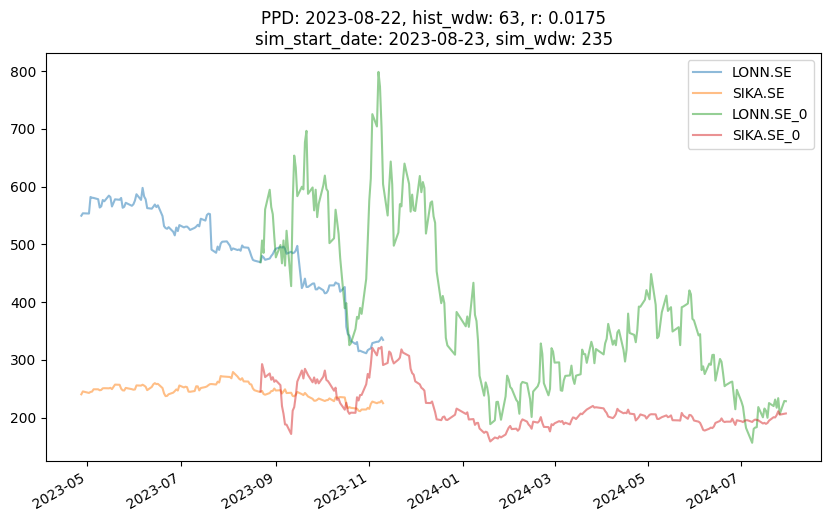 PPD: 2023-08-22, hist_wdw: 63, r: 0.0175
sim_start_date: 2023-08-23, sim_wdw: 235
LONN.SE
SIKA.SE
LONN.SE_0
SIKA.SE_0
800
700
600
500
400
300
200
2023-05
2023-07
2023-09
2023-11
2024-01
2024-03
2024-05
2024-07